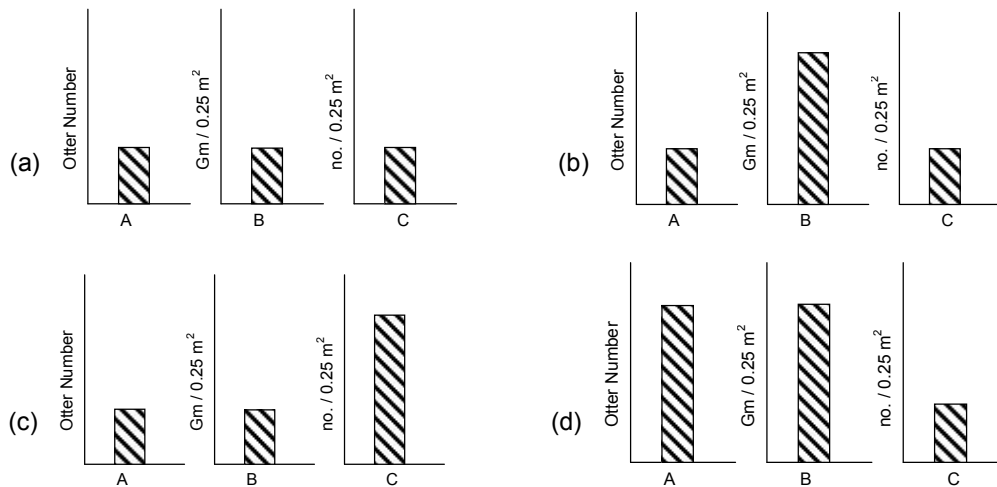 (a)
Otter Number
A
Gm / 0.25 m²
B
no. / 0.25 m²
C
(b)
Otter Number
A
Gm / 0.25 m²
B
no. / 0.25 m²
C
(c)
Otter Number
A
Gm / 0.25 m²
B
no. / 0.25 m²
C
(d)
Otter Number
A
Gm / 0.25 m²
B
no. / 0.25 m²
C